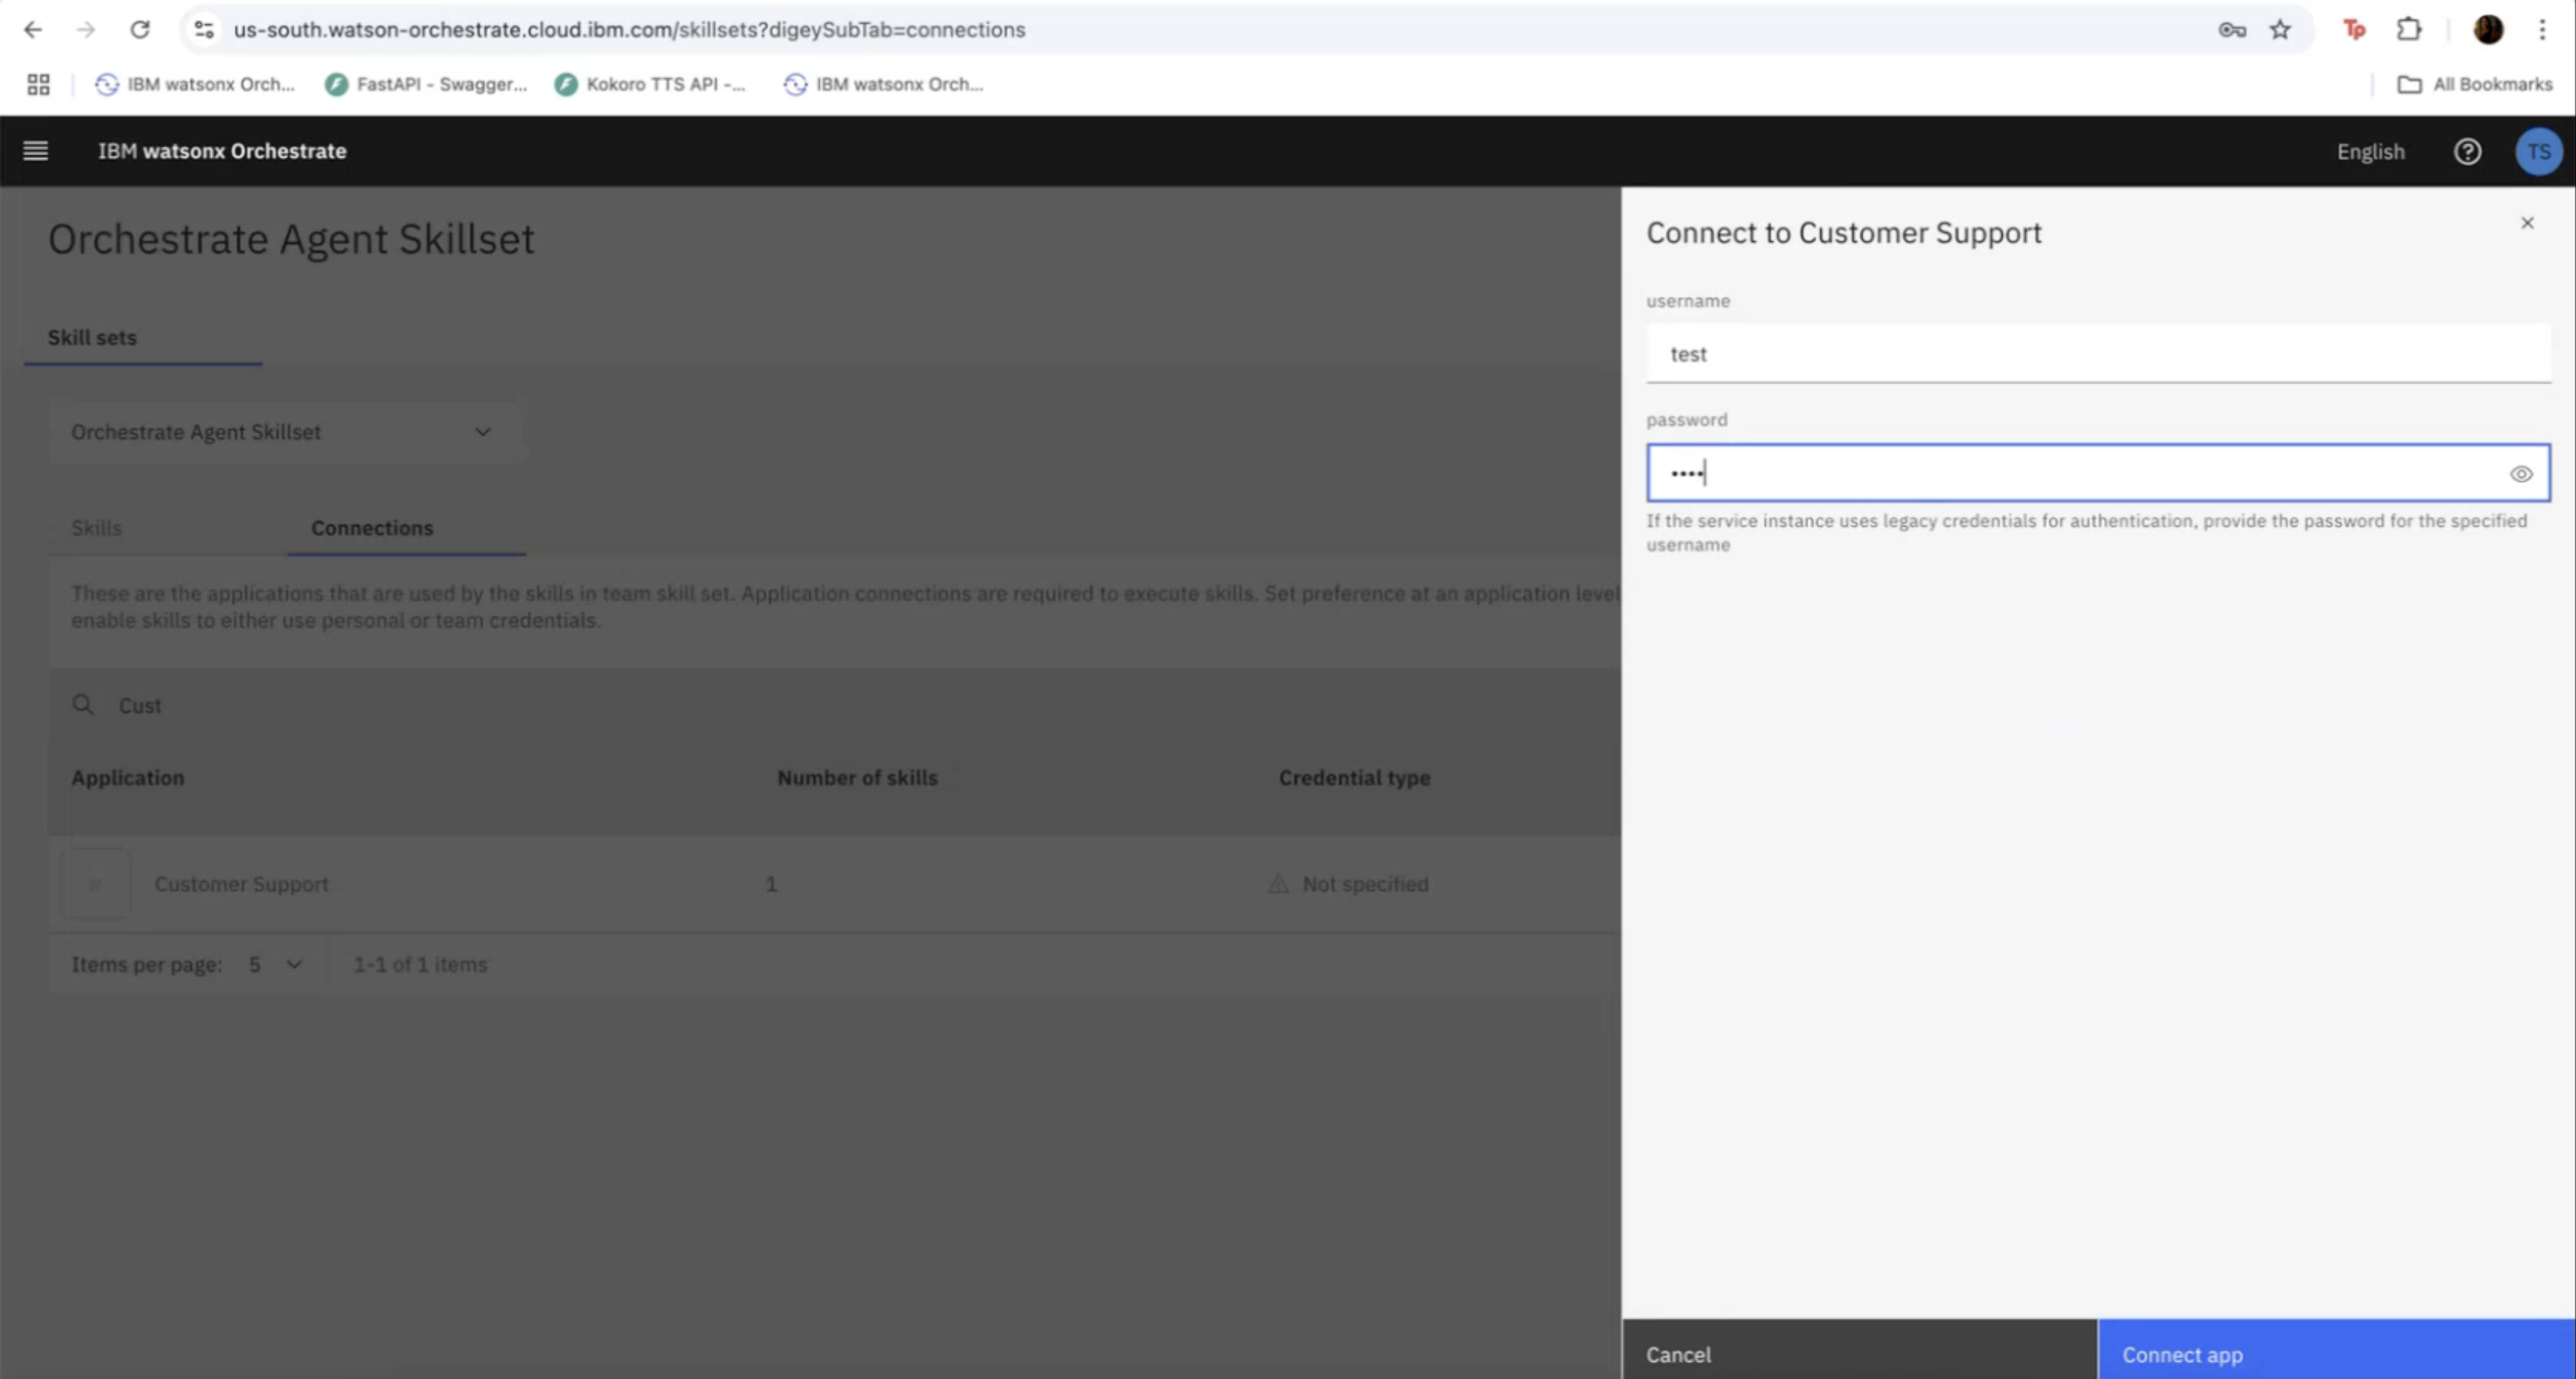 us-south.watson-orchestrate.cloud.ibm.com/skillsets?digeySubTab=connections
Tp
IBM watsonx Orch... FastAPI - Swagger... Kokoro TTS API -... IBM watsonx Orch... All Bookmarks
IBM watsonx Orchestrate English TS
Orchestrate Agent Skillset
Skill sets
Orchestrate Agent Skillset
Skills Connections
These are the applications that are used by the skills in team skill set. Application connections are required to execute skills. Set preference at an application level
enable skills to either use personal or team credentials.
Cust
Application Number of skills Credential type
Customer Support 1 Not specified
Items per page: 5 1-1 of 1 items
Connect to Customer Support
username
test
password
••••
If the service instance uses legacy credentials for authentication, provide the password for the specified
username
Cancel Connect app